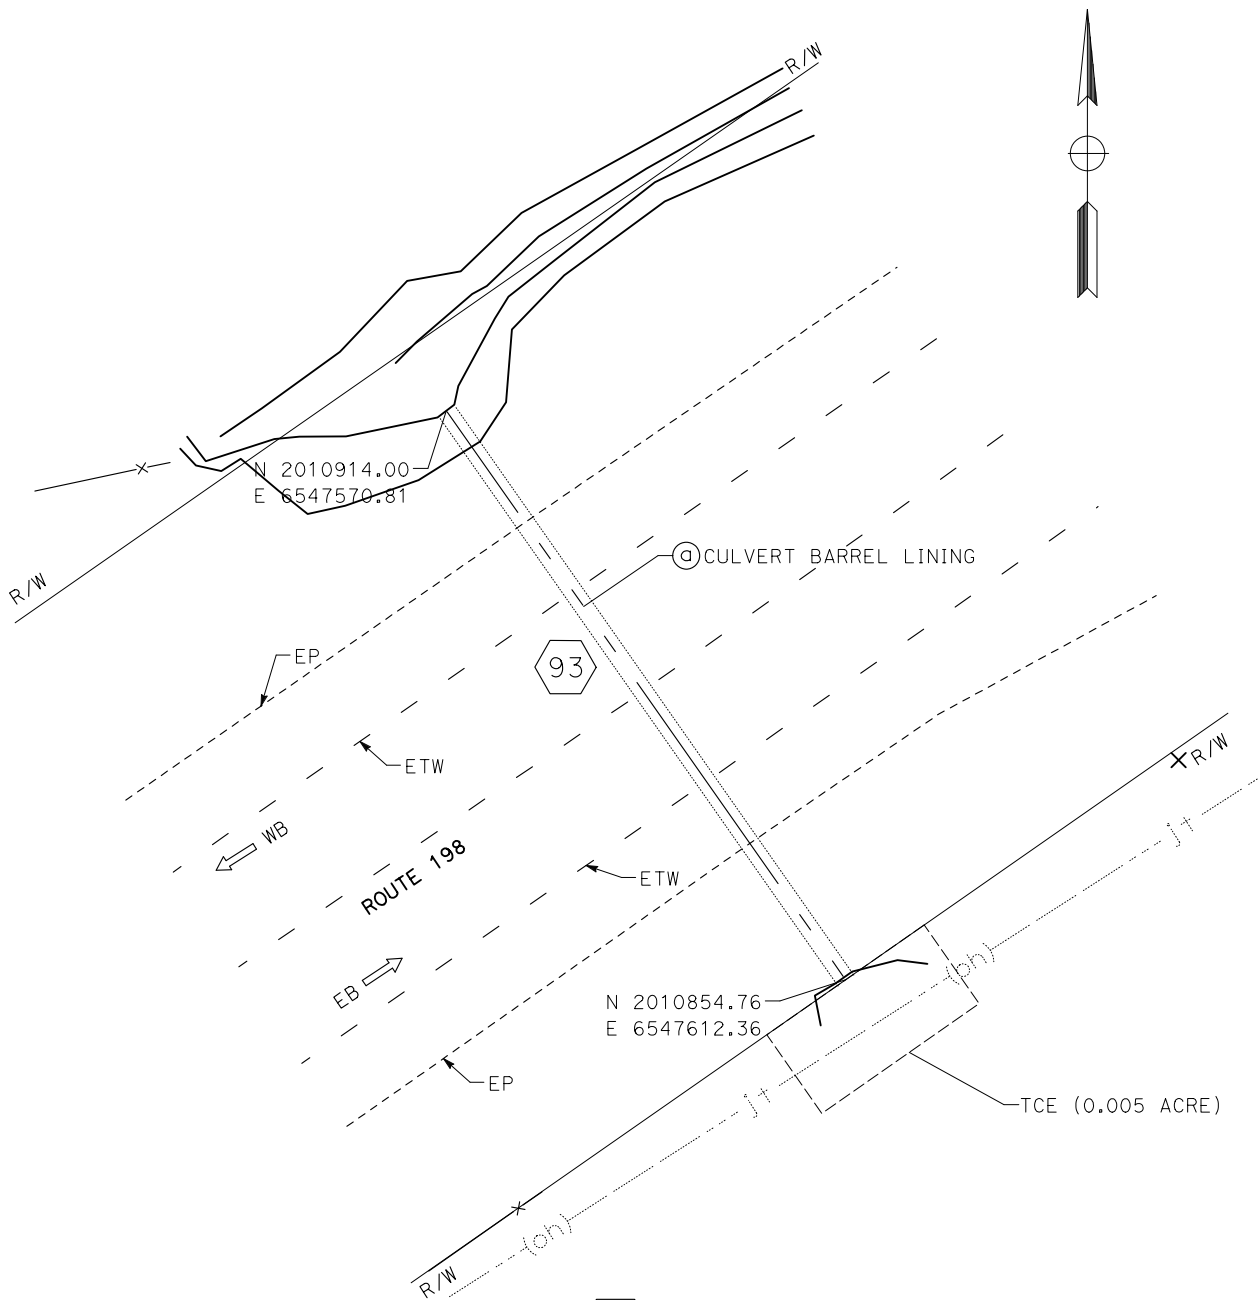 R/W
N 2010914.00
E 6547570.81
ⓐ CULVERT BARREL LINING
R/W
EP
93
ETW
R/W
WB
ROUTE 198
ETW
jt
(oh)
EB
N 2010854.76
E 6547612.36
EP
jt
TCE (0.005 ACRE)
(oh)
R/W